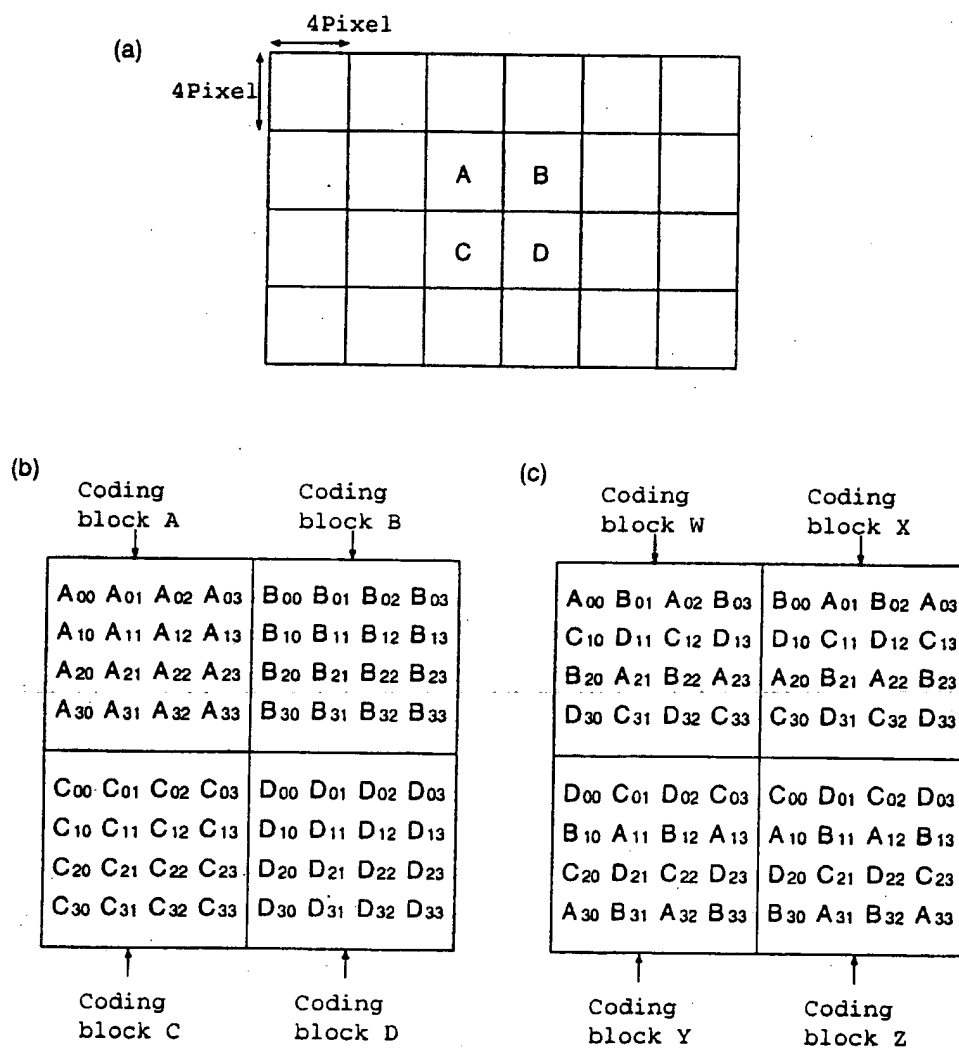 (a)
4Pixel
4Pixel
A B
C D
(b)
Coding
block A
Coding
block B
A00 A01 A02 A03 B00 B01 B02 B03
A10 A11 A12 A13 B10 B11 B12 B13
A20 A21 A22 A23 B20 B21 B22 B23
A30 A31 A32 A33 B30 B31 B32 B33
C00 C01 C02 C03 D00 D01 D02 D03
C10 C11 C12 C13 D10 D11 D12 D13
C20 C21 C22 C23 D20 D21 D22 D23
C30 C31 C32 C33 D30 D31 D32 D33
Coding
block C
Coding
block D
(c)
Coding
block W
Coding
block X
A00 B01 A02 B03 B00 A01 B02 A03
C10 D11 C12 D13 D10 C11 D12 C13
B20 A21 B22 A23 A20 B21 A22 B23
D30 C31 D32 C33 C30 D31 C32 D33
D00 C01 D02 C03 C00 D01 C02 D03
B10 A11 B12 A13 A10 B11 A12 B13
C20 D21 C22 D23 D20 C21 D22 C23
A30 B31 A32 B33 B30 A31 B32 A33
Coding
block Y
Coding
block Z